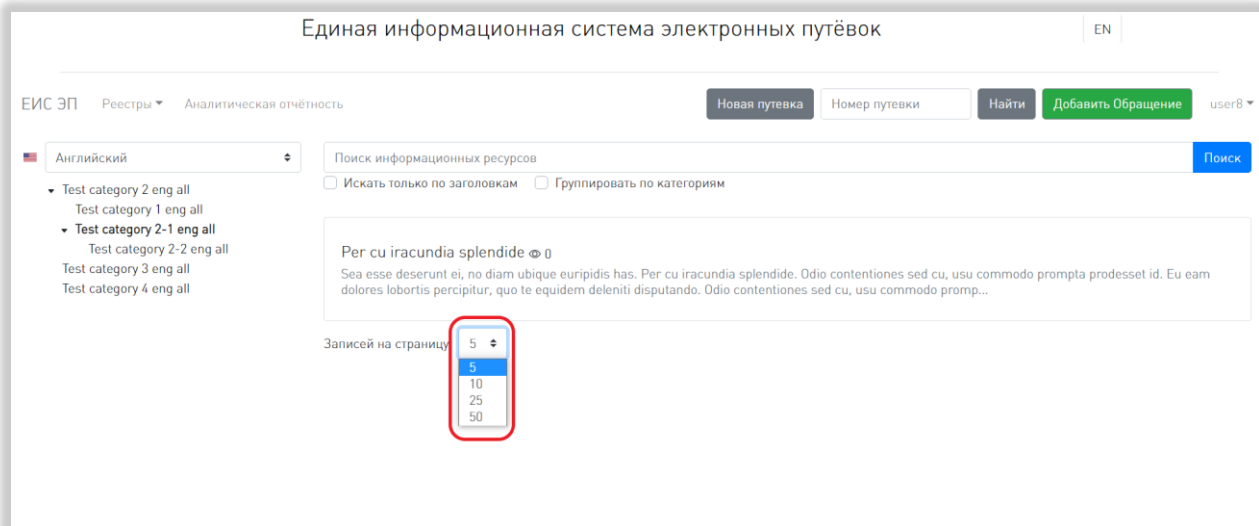 Единая информационная система электронных путёвок
EN
ЕИС ЭП Реестры Аналитическая отчётность Новая путевка Номер путевки Найти Добавить Обращение user8
Английский
Поиск информационных ресурсов Поиск
Искать только по заголовкам Группировать по категориям
Test category 2 eng all
Test category 1 eng all
Test category 2-1 eng all
Test category 2-2 eng all
Test category 3 eng all
Test category 4 eng all
Per cu iracundia splendide 0
Sea esse deserunt ei, no diam ubique euripidis has. Per cu iracundia splendide. Odio contentiones sed cu, usu commodo prompta prodesset id. Eu eam
dolores lobortis percipitur, quo te equidem deleniti disputando. Odio contentiones sed cu, usu commodo promp...
Записей на страницу 5
5
10
25
50